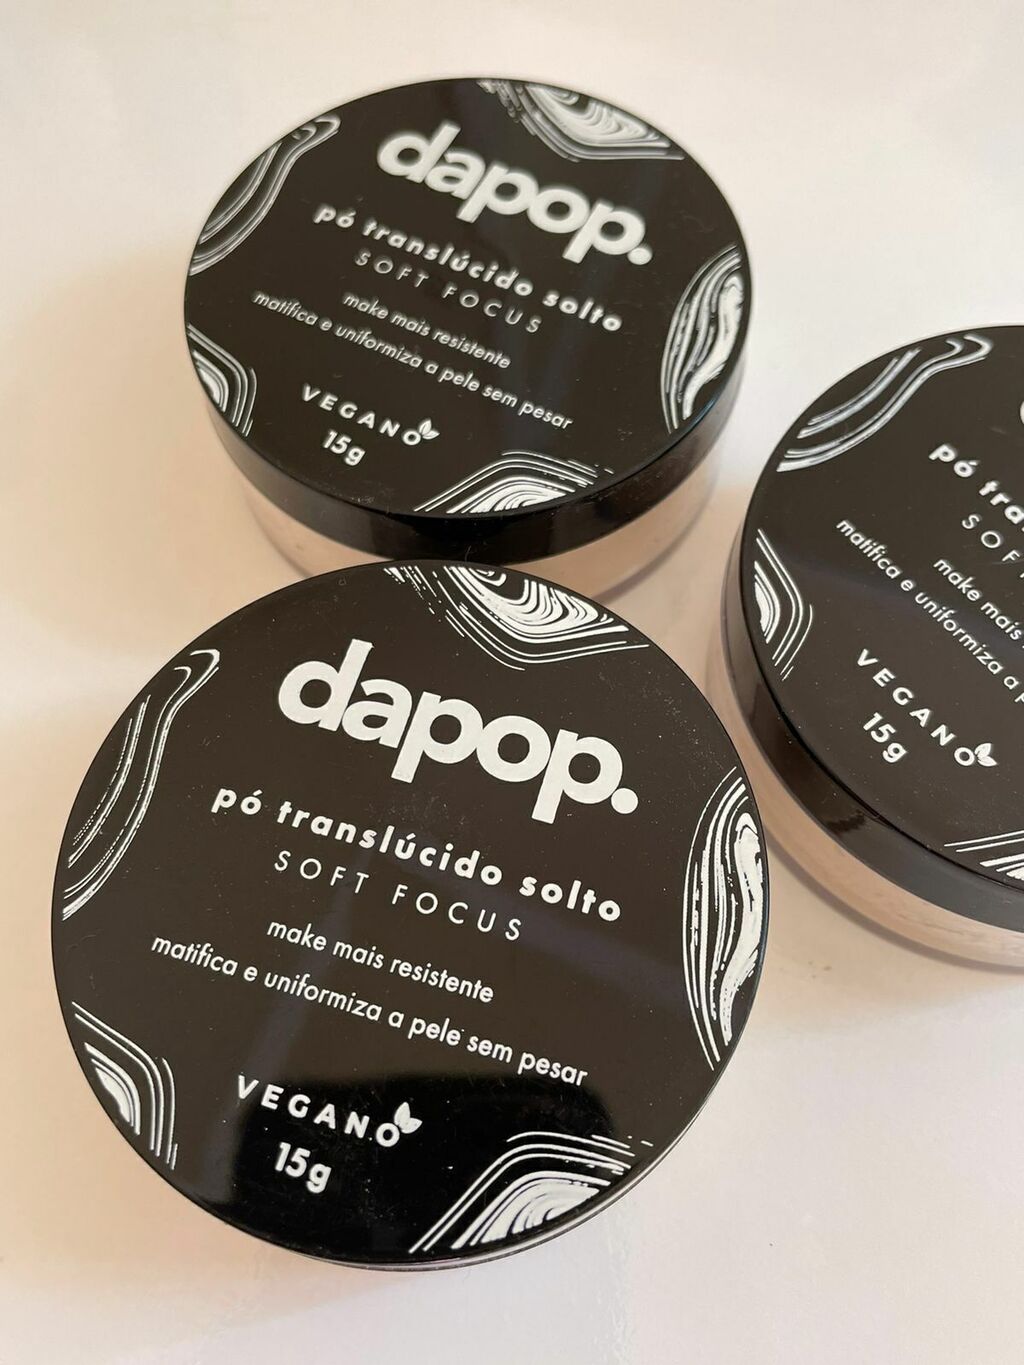 dapop.
pó translúcido solto
SOFT FOCUS
make mais resistente
matifica e uniformiza a pele sem pesar
VEGANO
15g
dapop.
pó translúcido solto
SOFT FOCUS
make mais resistente
matifica e uniformiza a pele sem pesar
VEGANO
15g
pó
make mais
matifica e uniformiza a
VEGANO
15g